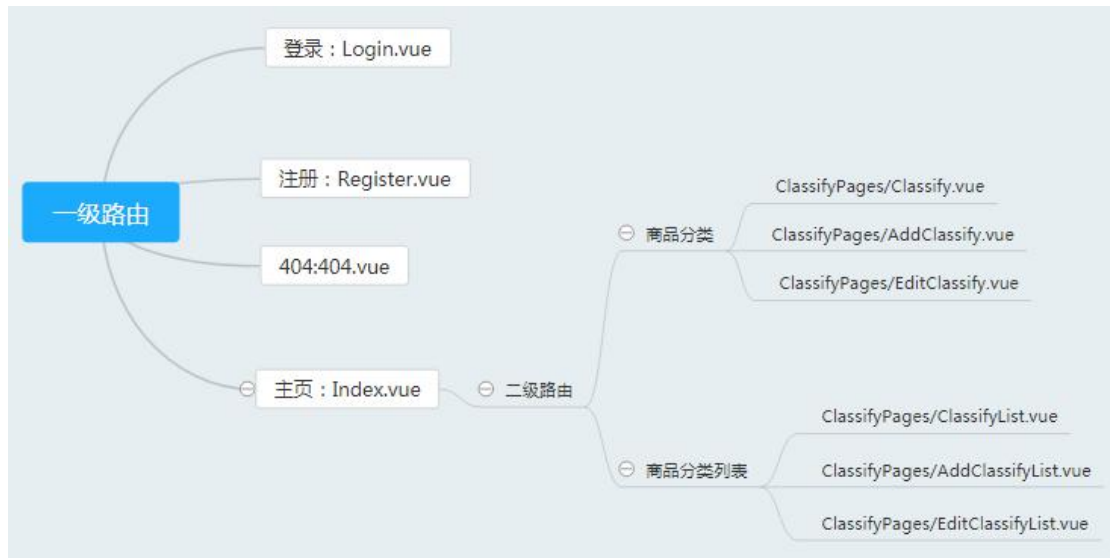 登录：Login.vue
注册：Register.vue
一级路由
404:404.vue
主页：Index.vue
二级路由
商品分类
ClassifyPages/Classify.vue
ClassifyPages/AddClassify.vue
ClassifyPages/EditClassify.vue
商品分类列表
ClassifyPages/ClassifyList.vue
ClassifyPages/AddClassifyList.vue
ClassifyPages/EditClassifyList.vue